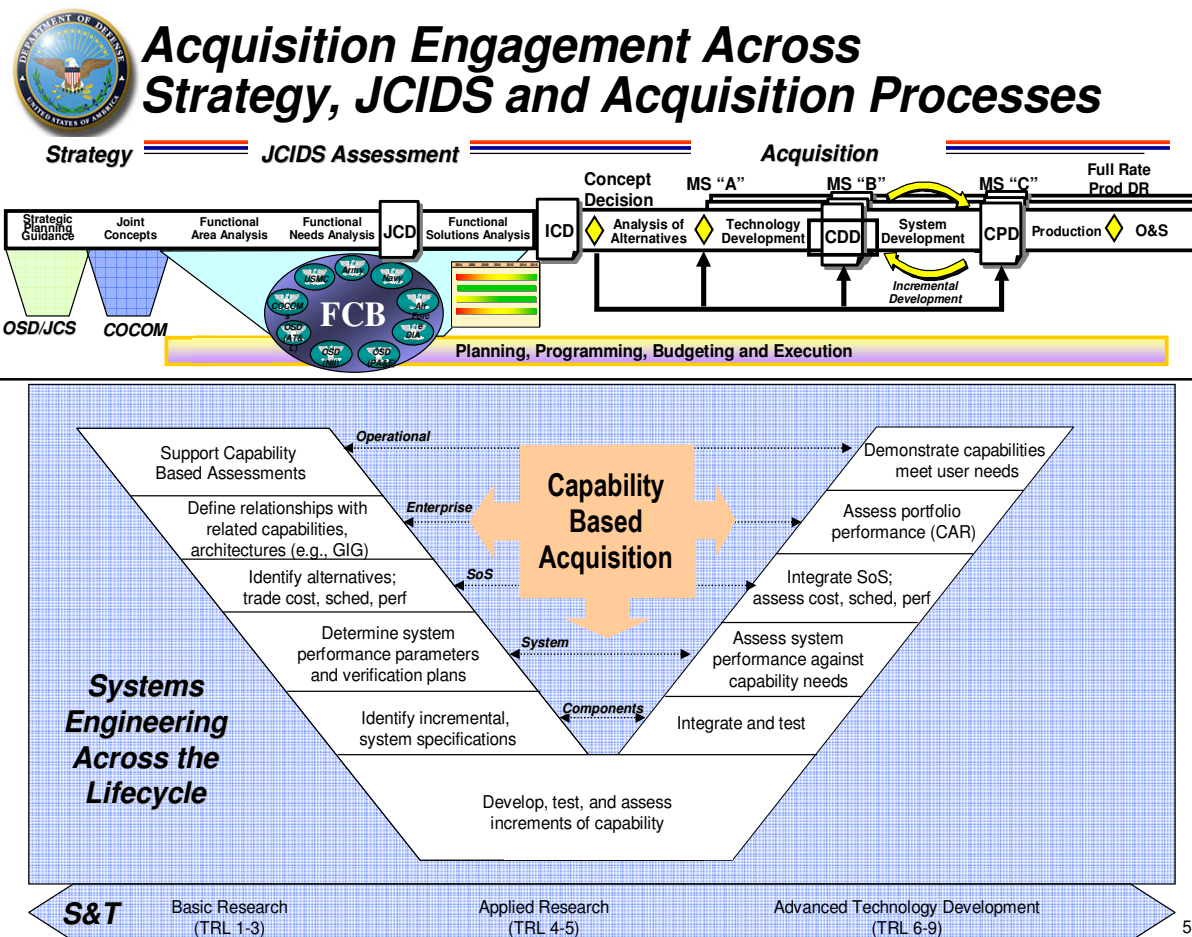 DEPARTMENT OF DEFENSE
UNITED STATES OF AMERICA
Acquisition Engagement Across
Strategy, JCIDS and Acquisition Processes
Strategy
JCIDS Assessment
Acquisition
Concept
Decision
MS “A”
MS “B”
MS “C”
Full Rate
Prod DR
Strategic
Planning
Guidance
Joint
Concepts
Functional
Area Analysis
Functional
Needs Analysis
JCD
Functional
Solutions Analysis
ICD
Analysis of
Alternatives
Technology
Development
CDD
System
Development
CPD
Production
O&S
Incremental
Development
OSD/JCS
COCOM
USMC
Army
Navy
COCOM
s
FCB
Air
Forc
e
OSD
(AT&
L)
DIA
OSD
(NII)
OSD
(PA&E)
Planning, Programming, Budgeting and Execution
Support Capability
Based Assessments
Operational
Demonstrate capabilities
meet user needs
Define relationships with
related capabilities,
architectures (e.g., GIG)
Enterprise
Capability
Based
Acquisition
Assess portfolio
performance (CAR)
Identify alternatives;
trade cost, sched, perf
SoS
Integrate SoS;
assess cost, sched, perf
Determine system
performance parameters
and verification plans
System
Assess system
performance against
capability needs
Identify incremental,
system specifications
Components
Integrate and test
Systems
Engineering
Across the
Lifecycle
Develop, test, and assess
increments of capability
S&T
Basic Research
(TRL 1-3)
Applied Research
(TRL 4-5)
Advanced Technology Development
(TRL 6-9)
5